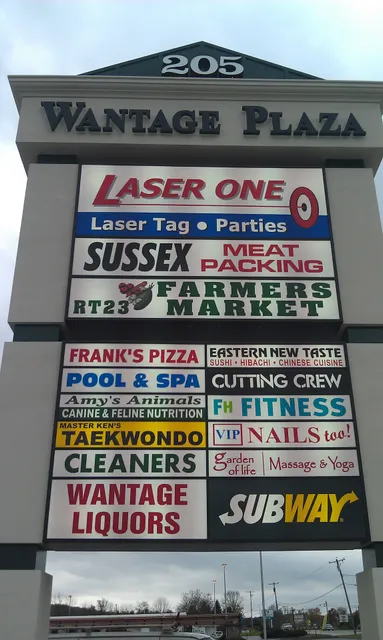 205
WANTAGE PLAZA
LASER ONE
Laser Tag • Parties
SUSSEX MEAT PACKING
RT23 FARMERS MARKET
FRANK'S PIZZA
EASTERN NEW TASTE
SUSHI • HIBACHI • CHINESE CUISINE
POOL & SPA
CUTTING CREW
Amy's Animals
CANINE & FELINE NUTRITION
FH FITNESS
MASTER KEN'S
TAEKWONDO
VIP NAILS too!
CLEANERS
garden of life Massage & Yoga
WANTAGE
LIQUORS
SUBWAY